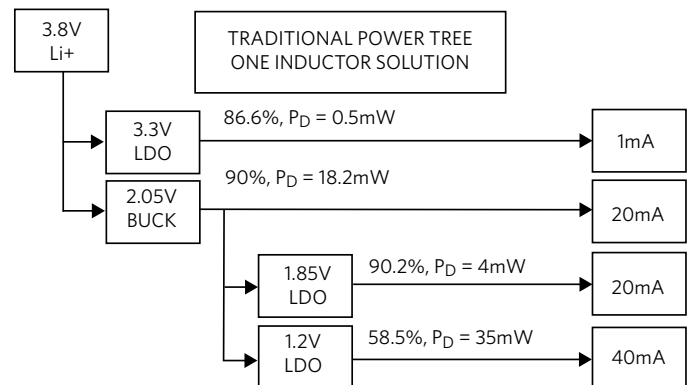 3.8V
Li+
TRADITIONAL POWER TREE
ONE INDUCTOR SOLUTION
3.3V
LDO
86.6%, PD = 0.5mW
1mA
2.05V
BUCK
90%, PD = 18.2mW
20mA
1.85V
LDO
90.2%, PD = 4mW
20mA
1.2V
LDO
58.5%, PD = 35mW
40mA